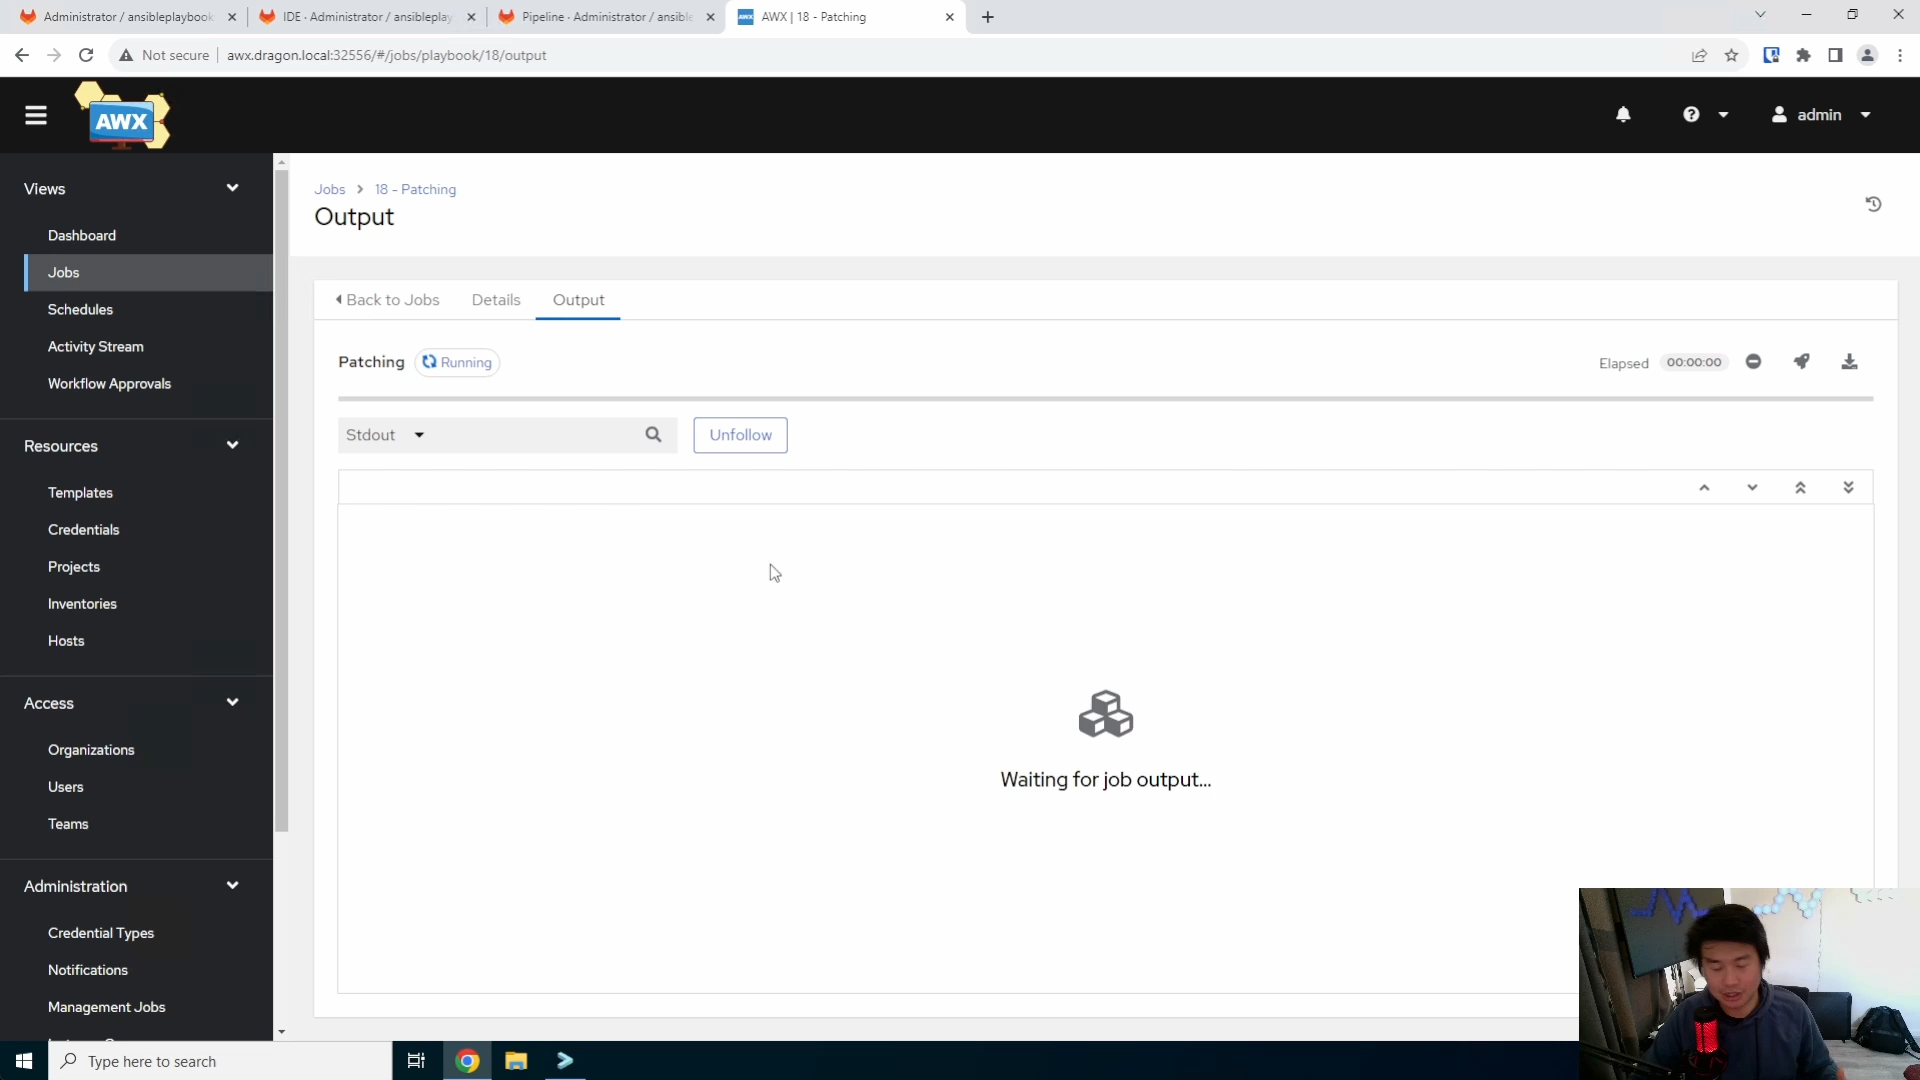 Administrator / ansibleplaybook
IDE · Administrator / ansibleplay
Pipeline · Administrator / ansible
AWX | 18 - Patching
Not secure
awx.dragon.local:32556/#/jobs/playbook/18/output
AWX
admin
Views
Dashboard
Jobs
Schedules
Activity Stream
Workflow Approvals
Resources
Templates
Credentials
Projects
Inventories
Hosts
Access
Organizations
Users
Teams
Administration
Credential Types
Notifications
Management Jobs
Jobs
18 - Patching
Output
Back to Jobs
Details
Output
Patching
Running
Elapsed
00:00:00
Stdout
Unfollow
Waiting for job output...
Type here to search